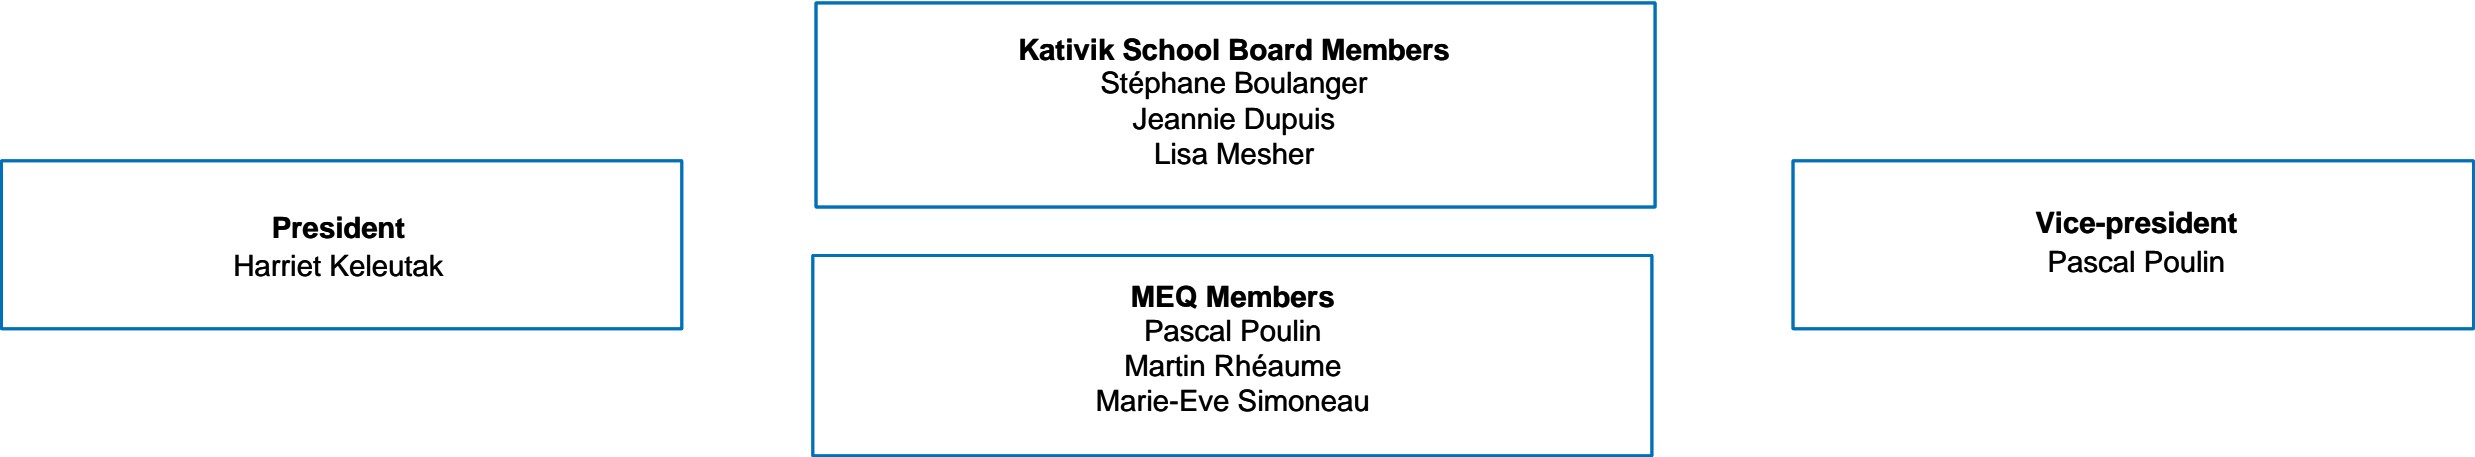 Kativik School Board Members
Stéphane Boulanger
Jeannie Dupuis
Lisa Mesher
President
Harriet Keleutak
Vice-president
Pascal Poulin
MEQ Members
Pascal Poulin
Martin Rhéaume
Marie-Eve Simoneau